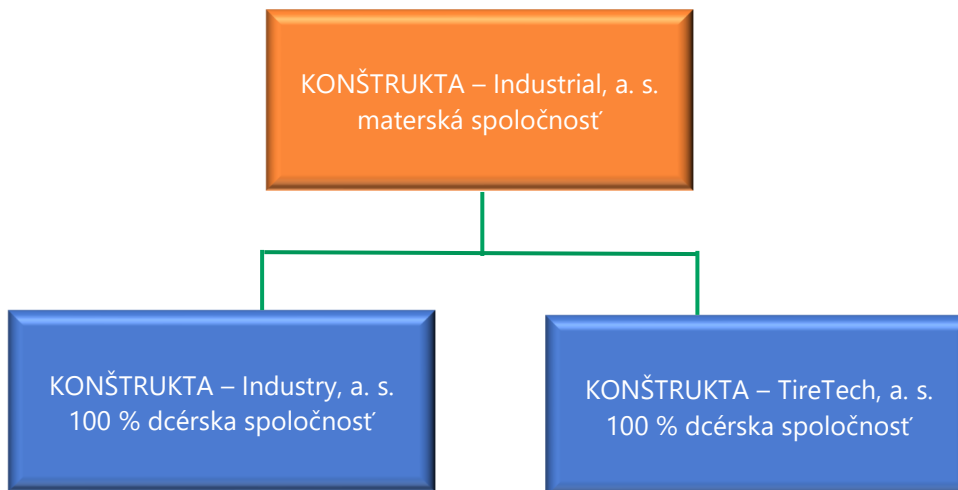 KONŠTRUKTA – Industrial, a. s.
materská spoločnosť
KONŠTRUKTA – Industry, a. s.
100 % dcérska spoločnosť
KONŠTRUKTA – TireTech, a. s.
100 % dcérska spoločnosť